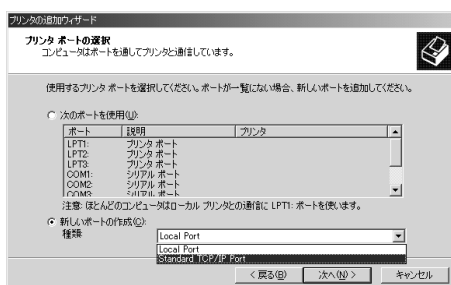 プリンタの追加ウィザード
プリンタ ポートの選択
コンピュータはポートを通してプリンタと通信しています。
使用するプリンタ ポートを選択してください。ポートが一覧にない場合、新しいポートを追加してください。
次のポートを使用(U):
ポート 説明 プリンタ
LPT1: プリンタ ポート
LPT2: プリンタ ポート
LPT3: プリンタ ポート
COM1: シリアル ポート
COM2: シリアル ポート
COM3: シリアル ポート
注意: ほとんどのコンピュータはローカル プリンタとの通信に LPT1: ポートを使います。
新しいポートの作成(C):
種類: Local Port
Local Port
Standard TCP/IP Port
< 戻る(B) 次へ(N) > キャンセル